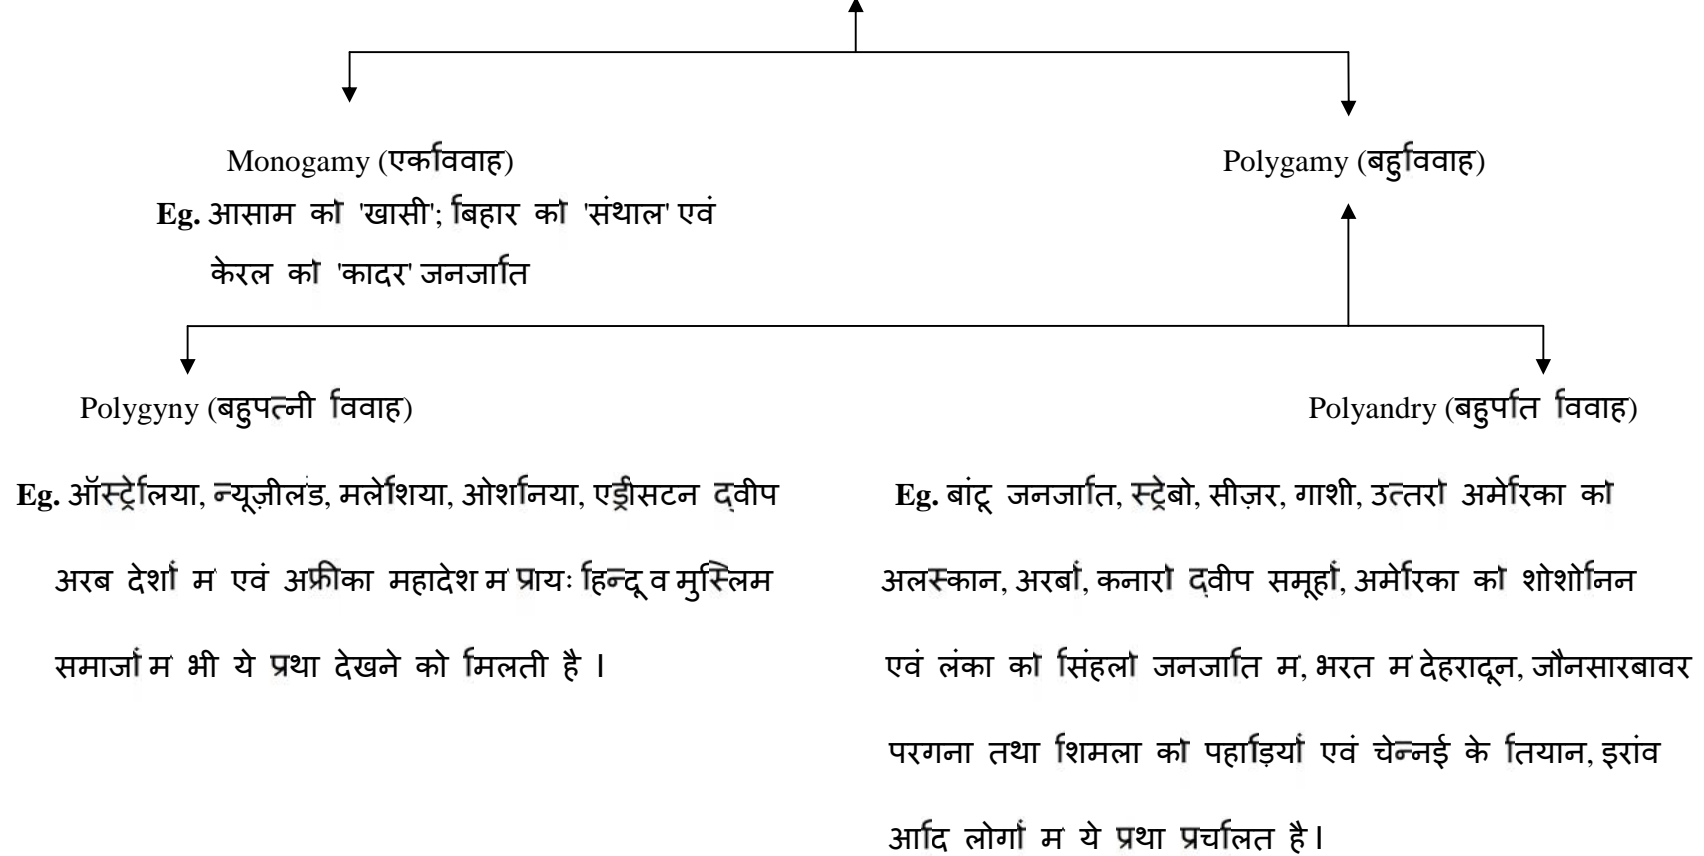 Monogamy (एकविवाह)
Polygamy (बहुविवाह)
Eg. आसाम की 'खासी'; बिहार की 'संथाल' एवं
केरल की 'कादर' जनजाति
Polygyny (बहुपत्नी विवाह)
Polyandry (बहुपति विवाह)
Eg. ऑस्ट्रेलिया, न्यूज़ीलैंड, मलेशिया, ओशनिया, एड्रीसटन द्वीप
अरब देशों में एवं अफ्रीका महादेश में प्रायः हिन्दू व मुस्लिम
समाजों में भी ये प्रथा देखने को मिलती है ।
Eg. बांटू जनजाति, स्ट्रेबो, सीज़र, गाशी, उत्तरी अमेरिका की
अलस्कान, अरबों, कनारी द्वीप समूहों, अमेरिका की शोशोनिन
एवं लंका की सिंहली जनजाति में, भरत में देहरादून, जौनसारबावर
परगना तथा शिमला की पहाड़ियों एवं चेन्नई के तियान, इरांव
आदि लोगों में ये प्रथा प्रचलित है ।